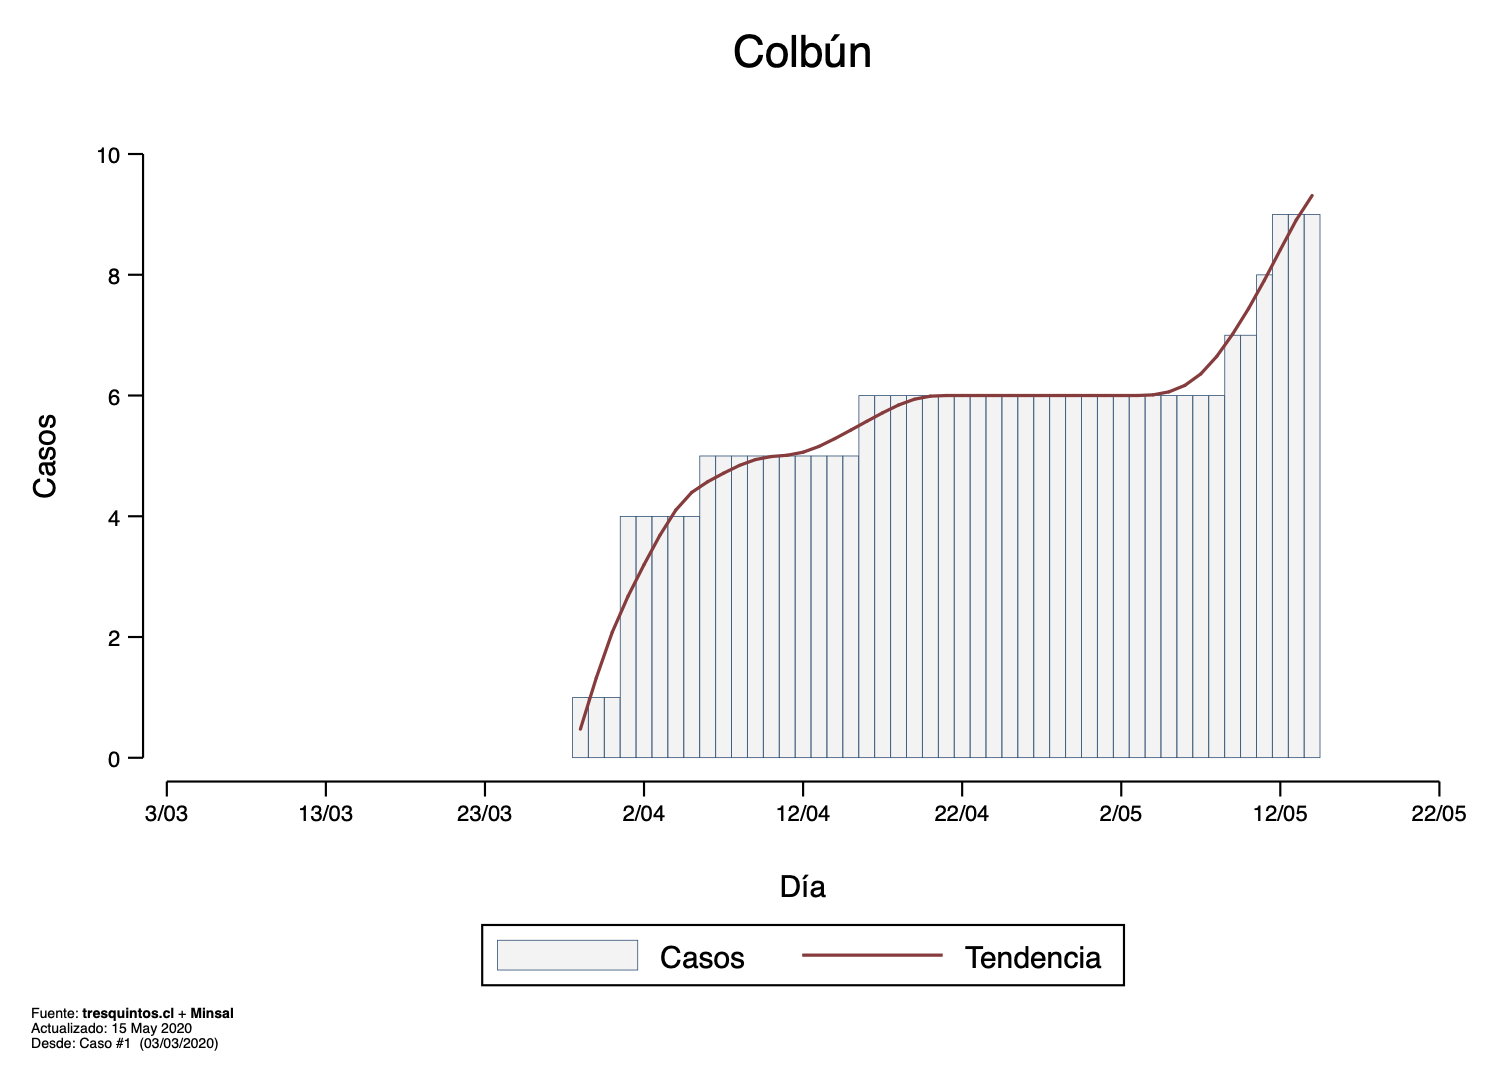 Colbún
10
8
6
4
2
0
Casos
3/03 13/03 23/03 2/04 12/04 22/04 2/05 12/05 22/05
Día
Casos Tendencia
Fuente: tresquintos.cl + Minsal
Actualizado: 15 May 2020
Desde: Caso #1 (03/03/2020)